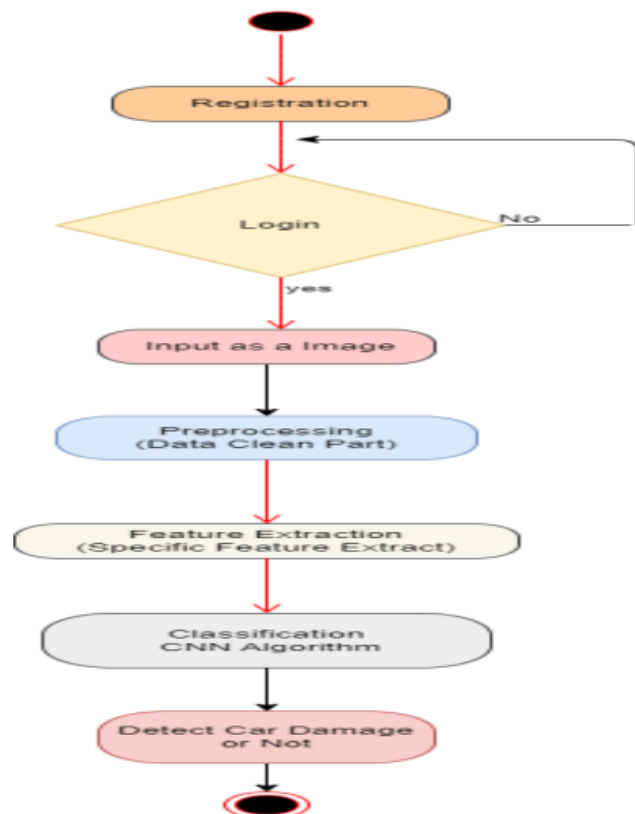 Registration
Login
No
yes
Input as a Image
Preprocessing
(Data Clean Part)
Feature Extraction
(Specific Feature Extract)
Classification
CNN Algorithm
Detect Car Damage
or Not